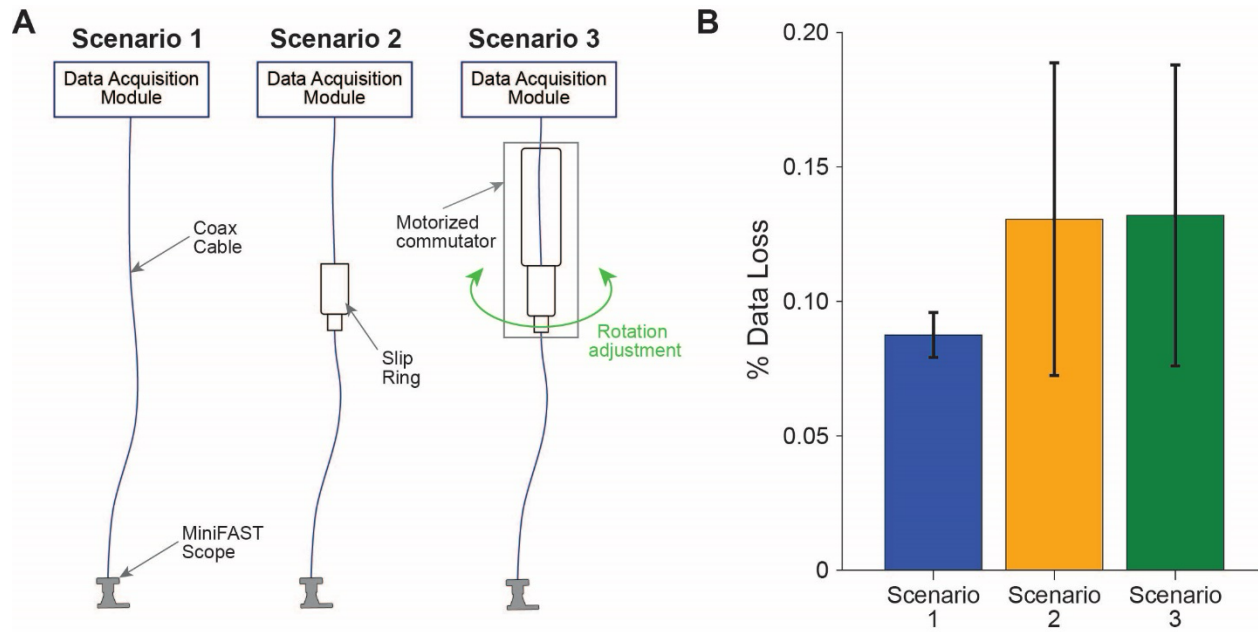 A
Scenario 1
Scenario 2
Scenario 3
Data Acquisition
Module
Data Acquisition
Module
Data Acquisition
Module
Motorized
commutator
Coax
Cable
Rotation
adjustment
Slip
Ring
MiniFAST
Scope
B
% Data Loss
0.20
0.15
0.10
0.05
0
Scenario
1
Scenario
2
Scenario
3